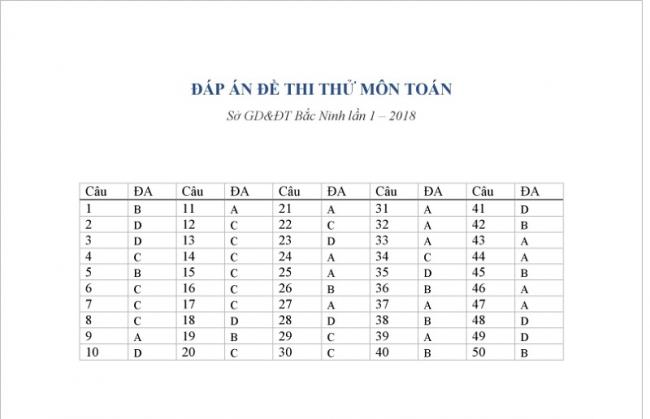 ĐÁP ÁN ĐỀ THI THỬ MÔN TOÁN
Sở GD&ĐT Bắc Ninh lần 1 – 2018
Câu ĐA Câu ĐA Câu ĐA Câu ĐA Câu ĐA
1 B 11 A 21 A 31 A 41 D
2 D 12 C 22 C 32 A 42 B
3 D 13 C 23 D 33 A 43 A
4 C 14 C 24 A 34 C 44 A
5 B 15 C 25 A 35 D 45 B
6 C 16 C 26 B 36 B 46 A
7 C 17 C 27 A 37 A 47 A
8 C 18 D 28 D 38 B 48 D
9 A 19 B 29 C 39 A 49 D
10 D 20 C 30 C 40 B 50 B